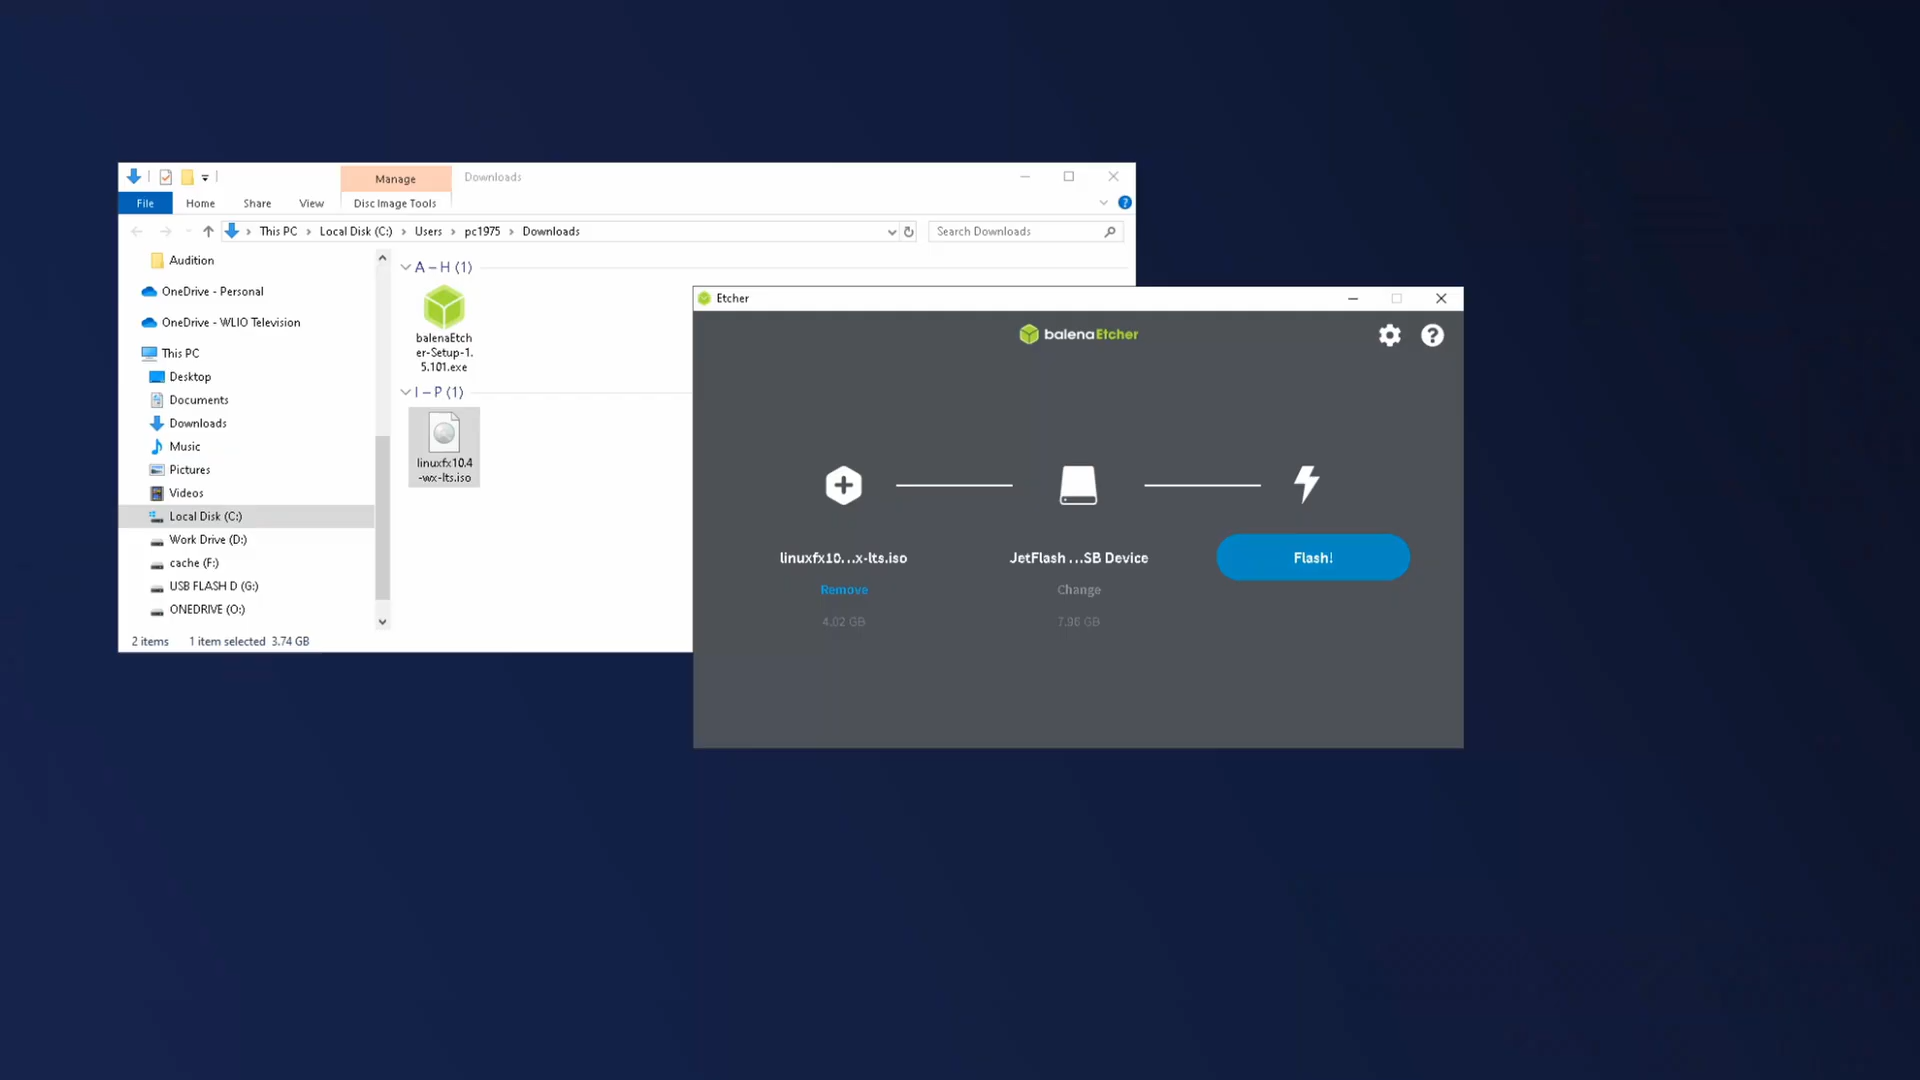 Manage
Downloads
File
Home
Share
View
Disc Image Tools
This PC
Local Disk (C:)
Users
pc1975
Downloads
Search Downloads
Audition
OneDrive - Personal
OneDrive - WLIO Television
This PC
Desktop
Documents
Downloads
Music
Pictures
Videos
Local Disk (C:)
Work Drive (D:)
cache (F:)
USB FLASH D (G:)
ONEDRIVE (O:)
2 items
1 item selected 3.74 GB
A – H (1)
balenaEtch
er-Setup-1.
5.101.exe
I – P (1)
linuxfx10.4
-wx-lts.iso
Etcher
balenaEtcher
linuxfx10...x-lts.iso
Remove
4.02 GB
JetFlash ...SB Device
Change
7.96 GB
Flash!